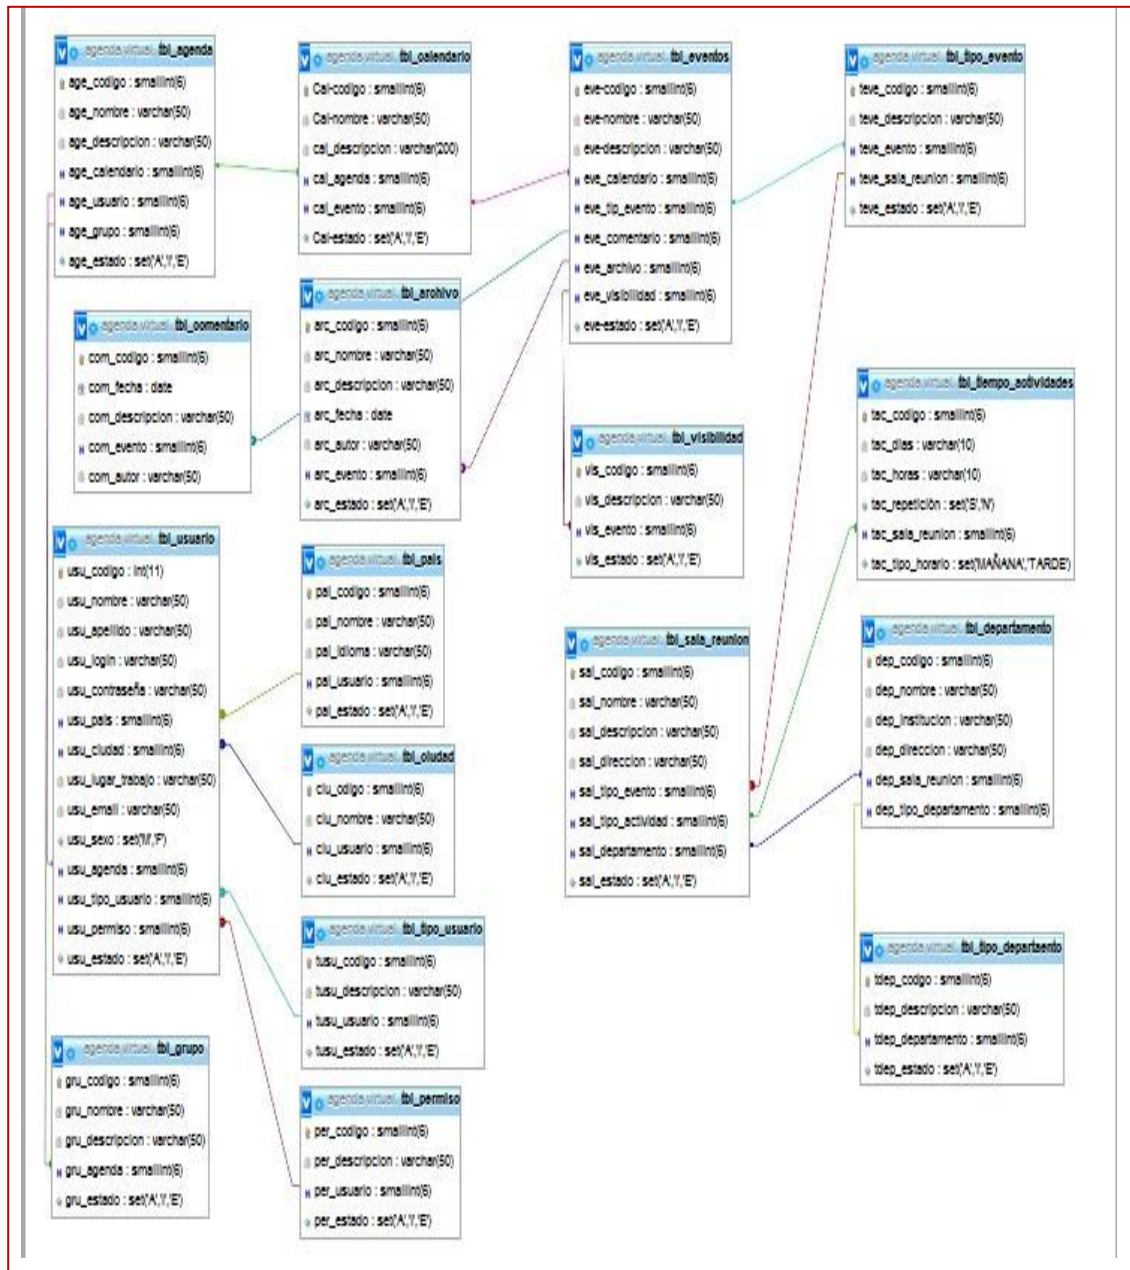 agenda virtual tbl_agenda
age_codigo : smallint(6)
age_nombre : varchar(50)
age_descripcion : varchar(50)
age_calendario : smallint(6)
age_usuario : smallint(6)
age_grupo : smallint(6)
age_estado : set('A','I','E')
agenda virtual tbl_calendario
Cal-codigo : smallint(6)
Cal-nombre : varchar(50)
cal_descripcion : varchar(200)
cal_agenda : smallint(6)
cal_evento : smallint(6)
Cal-estado : set('A','I','E')
agenda virtual tbl_eventos
eve-codigo : smallint(6)
eve-nombre : varchar(50)
eve-descripcion : varchar(50)
eve_calendario : smallint(6)
eve_tip_evento : smallint(6)
eve_comentario : smallint(6)
eve_archivo : smallint(6)
eve_visibilidad : smallint(6)
eve-estado : set('A','I','E')
agenda virtual tbl_tipo_evento
teve_codigo : smallint(6)
teve_descripcion : varchar(50)
teve_evento : smallint(6)
teve_sala_reunion : smallint(6)
teve_estado : set('A','I','E')
agenda virtual tbl_archivo
arc_codigo : smallint(6)
arc_nombre : varchar(50)
arc_descripcion : varchar(50)
arc_fecha : date
arc_autor : varchar(50)
arc_evento : smallint(6)
arc_estado : set('A','I','E')
agenda virtual tbl_comentario
com_codigo : smallint(6)
com_fecha : date
com_descripcion : varchar(50)
com_evento : smallint(6)
com_autor : varchar(50)
agenda virtual tbl_tiempo_actividades
tac_codigo : smallint(6)
tac_dias : varchar(10)
tac_horas : varchar(10)
tac_repetición : set('S','N')
tac_sala_reunion : smallint(6)
tac_tipo_horario : set('MAÑANA','TARDE')
agenda virtual tbl_visibilidad
vis_codigo : smallint(6)
vis_descripcion : varchar(50)
vis_evento : smallint(6)
vis_estado : set('A','I','E')
agenda virtual tbl_usuario
usu_codigo : int(11)
usu_nombre : varchar(50)
usu_apellido : varchar(50)
usu_login : varchar(50)
usu_contraseña : varchar(50)
usu_pais : smallint(6)
usu_ciudad : smallint(6)
usu_lugar_trabajo : varchar(50)
usu_email : varchar(50)
usu_sexo : set('M','F')
usu_agenda : smallint(6)
usu_tipo_usuario : smallint(6)
usu_permiso : smallint(6)
usu_estado : set('A','I','E')
agenda virtual tbl_pais
pai_codigo : smallint(6)
pai_nombre : varchar(50)
pai_idioma : varchar(50)
pai_usuario : smallint(6)
pai_estado : set('A','I','E')
agenda virtual tbl_sala_reunion
sal_codigo : smallint(6)
sal_nombre : varchar(50)
sal_descripcion : varchar(50)
sal_direccion : varchar(50)
sal_tipo_evento : smallint(6)
sal_tipo_actividad : smallint(6)
sal_departamento : smallint(6)
sal_estado : set('A','I','E')
agenda virtual tbl_departamento
dep_codigo : smallint(6)
dep_nombre : varchar(50)
dep_institucion : varchar(50)
dep_direccion : varchar(50)
dep_sala_reunion : smallint(6)
dep_tipo_departamento : smallint(6)
agenda virtual tbl_ciudad
ciu_odigo : smallint(6)
ciu_nombre : varchar(50)
ciu_usuario : smallint(6)
ciu_estado : set('A','I','E')
agenda virtual tbl_tipo_usuario
tusu_codigo : smallint(6)
tusu_descripcion : varchar(50)
tusu_usuario : smallint(6)
tusu_estado : set('A','I','E')
agenda virtual tbl_tipo_departaento
tdep_codgo : smallint(6)
tdep_descripcion : varchar(50)
tdep_departamento : smallint(6)
tdep_estado : set('A','I','E')
agenda virtual tbl_grupo
gru_codigo : smallint(6)
gru_nombre : varchar(50)
gru_descripcion : varchar(50)
gru_agenda : smallint(6)
gru_estado : set('A','I','E')
agenda virtual tbl_permiso
per_codigo : smallint(6)
per_descripcion : varchar(50)
per_usuario : smallint(6)
per_estado : set('A','I','E')